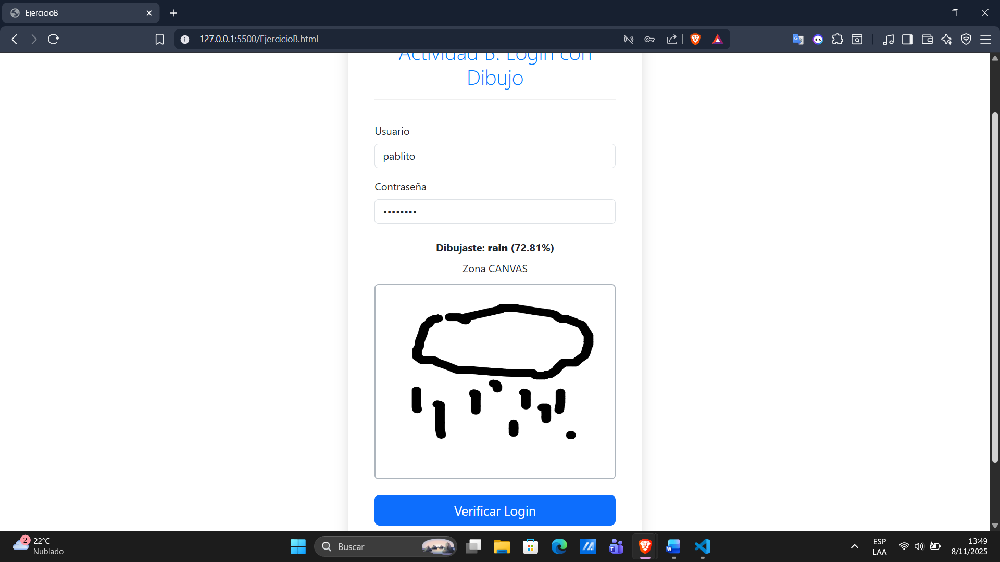 EjercicioB
127.0.0.1:5500/EjercicioB.html
Actividad B: Login con
Dibujo
Usuario
pablito
Contraseña
••••••••
Dibujaste: rain (72.81%)
Zona CANVAS
Verificar Login
2
22°C
Nublado
Buscar
ESP
LAA
13:49
8/11/2025